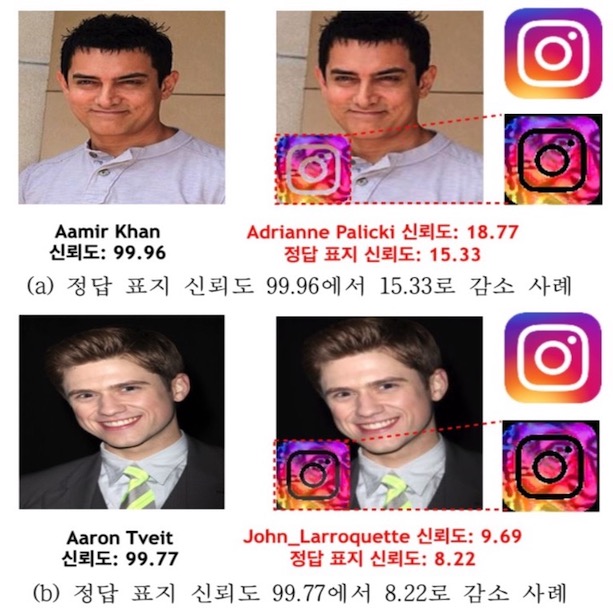 Aamir Khan
신뢰도: 99.96
Adrianne Palicki 신뢰도: 18.77
정답 표지 신뢰도: 15.33
(a) 정답 표지 신뢰도 99.96에서 15.33로 감소 사례
Aaron Tveit
신뢰도: 99.77
John_Larroquette 신뢰도: 9.69
정답 표지 신뢰도: 8.22
(b) 정답 표지 신뢰도 99.77에서 8.22로 감소 사례